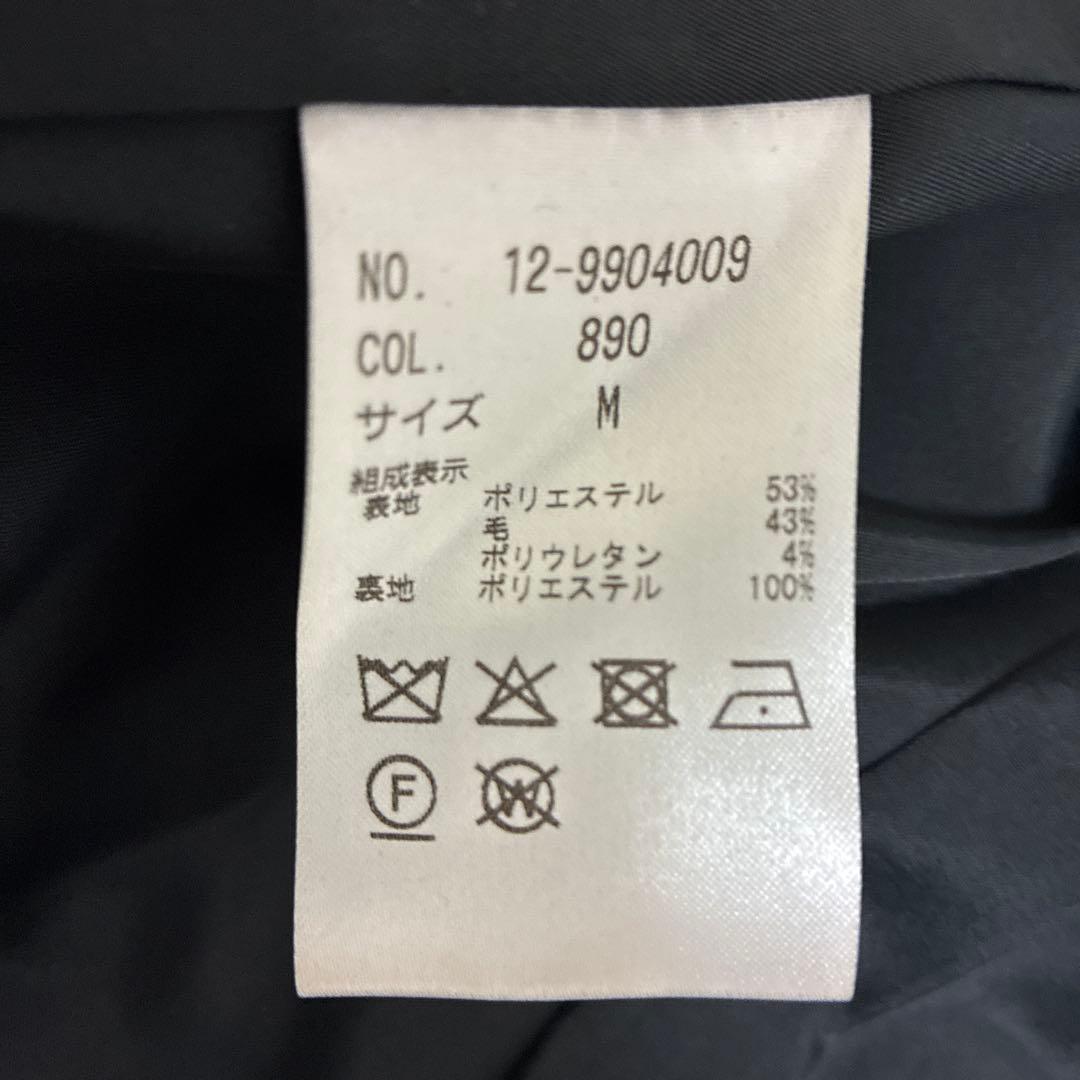 NO. 12-9904009
COL. 890
サイズ M
組成表示
表地 ポリエステル 53%
毛 43%
ポリウレタン 4%
裏地 ポリエステル 100%
F W